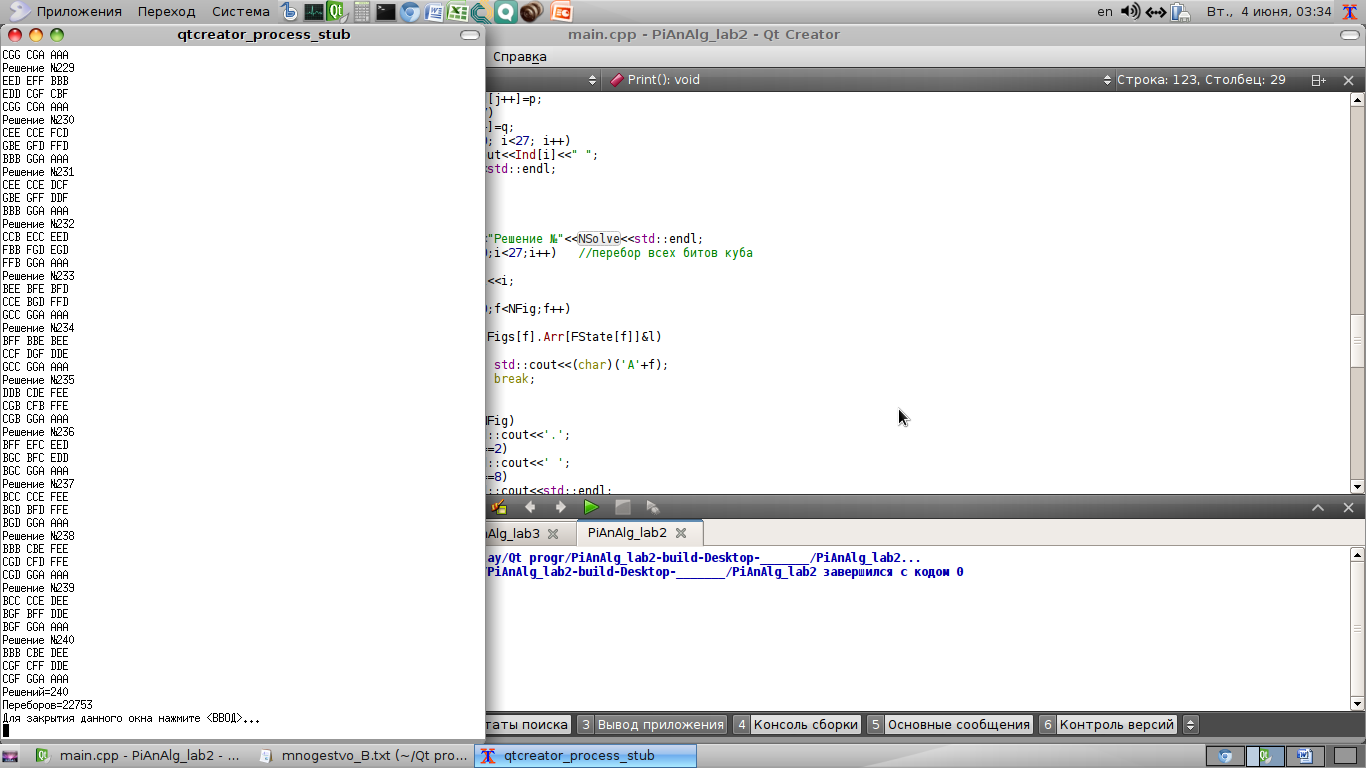 Приложения Переход Система en Вт., 4 июня, 03:34
qtcreator_process_stub
CGG CGA AAA
Решение №229
EED EFF BBB
EDD CGF CBF
CGG CGA AAA
Решение №230
CEE CCE FCD
GBE GFD FFD
BBB GGA AAA
Решение №231
CEE CCE DCF
GBE GFF DDF
BBB GGA AAA
Решение №232
CCB ECC EED
FBB FGD EGD
FFB GGA AAA
Решение №233
BEE BFE BFD
CCE BGD FFD
GCC GGA AAA
Решение №234
BFF BBE BEE
CCF DGF DDE
GCC GGA AAA
Решение №235
DDB CDE FEE
CGB CFB FFE
CGB GGA AAA
Решение №236
BFF EFC EED
BGC BFC EDD
BGC GGA AAA
Решение №237
BCC CCE FEE
BGD BFD FFE
BGD GGA AAA
Решение №238
BBB CBE FEE
CGD CFD FFE
CGD GGA AAA
Решение №239
BCC CCE DEE
BGF BFF DDE
BGF GGA AAA
Решение №240
BBB CBE DEE
CGF CFF DDE
CGF GGA AAA
Решений=240
Переборов=22753
Для закрытия данного окна нажмите <ВВОД>...
main.cpp - PiAnAlg_lab2 - Qt Creator
Справка
Print(): void Строка: 123, Столбец: 29
[j++]=p;
')
+]=q;
; i<27; i++)
ut<<Ind[i]<<" ";
<std::endl;
<"Решение №"<<NSolve<<std::endl;
;i<27;i++) //перебор всех битов куба
<<i;
;f<NFig;f++)
Figs[f].Arr[FState[f]]&l)
std::cout<<(char)('A'+f);
break;
NFig)
::cout<<'.';
==2)
::cout<<' ';
==8)
::cout<<std::endl;
nAlg_lab3 PiAnAlg_lab2
ay/Qt progr/PiAnAlg_lab2-build-Desktop-_______/PiAnAlg_lab2...
/PiAnAlg_lab2-build-Desktop-_______/PiAnAlg_lab2 завершился с кодом 0
таты поиска 3 Вывод приложения 4 Консоль сборки 5 Основные сообщения 6 Контроль версий
main.cpp - PiAnAlg_lab2 - ... mnogestvo_B.txt (~/Qt pro... qtcreator_process_stub